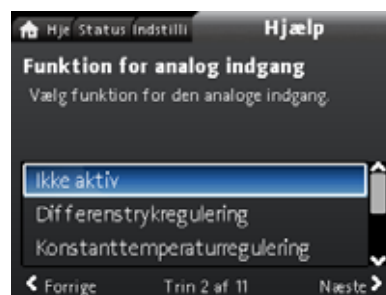 Hje Status Indstilli Hjælp
Funktion for analog indgang
Vælg funktion for den analoge indgang.
Ikke aktiv
Differenstrykregulering
Konstanttemperaturregulering
Forrige Trin 2 af 11 Næste